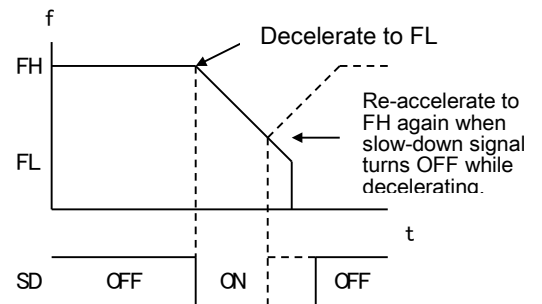 f
Decelerate to FL
FH
Re-accelerate to
FH again when
slow-down signal
turns OFF while
decelerating.
FL
t
SD OFF ON OFF